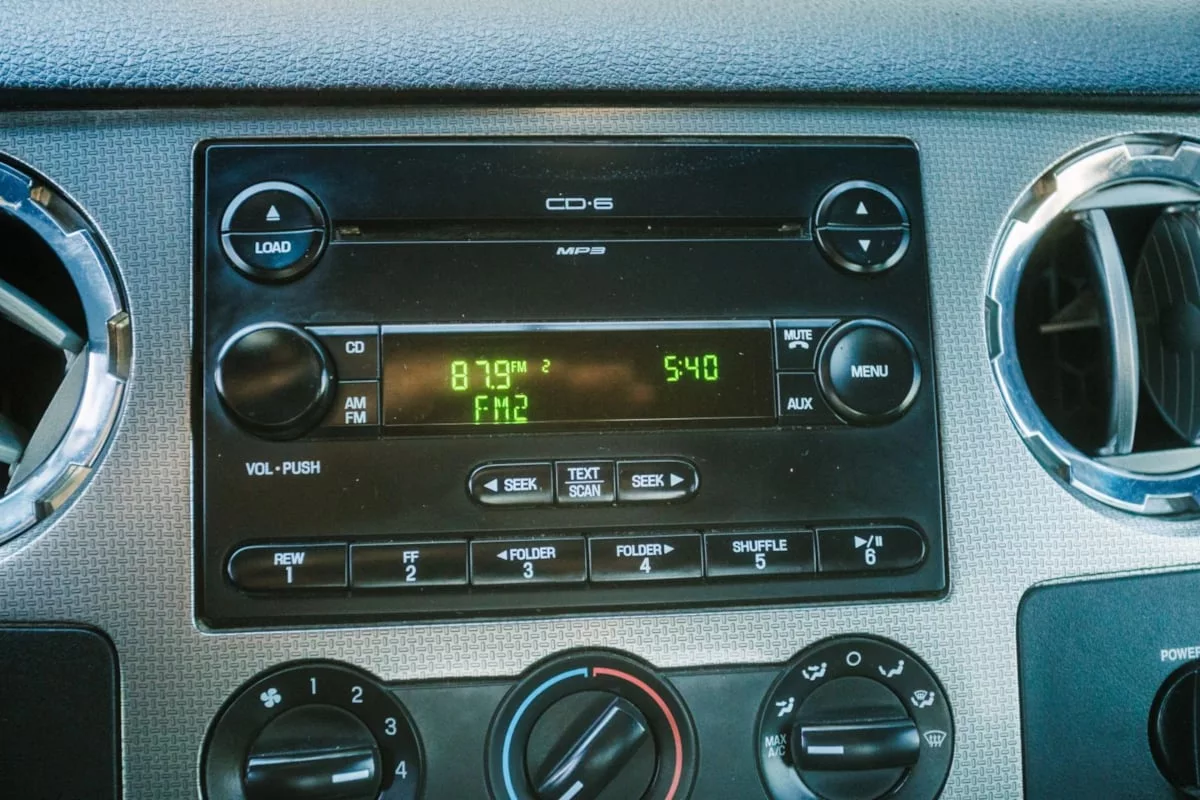 CD·6
LOAD
MP3
CD
87.9 FM 2
5:40
MUTE
MENU
AM
FM
FM2
AUX
VOL·PUSH
SEEK
TEXT
SCAN
SEEK
REW
1
FF
2
FOLDER
3
FOLDER
4
SHUFFLE
5
6
1
2
3
4
MAX
A/C
POWER